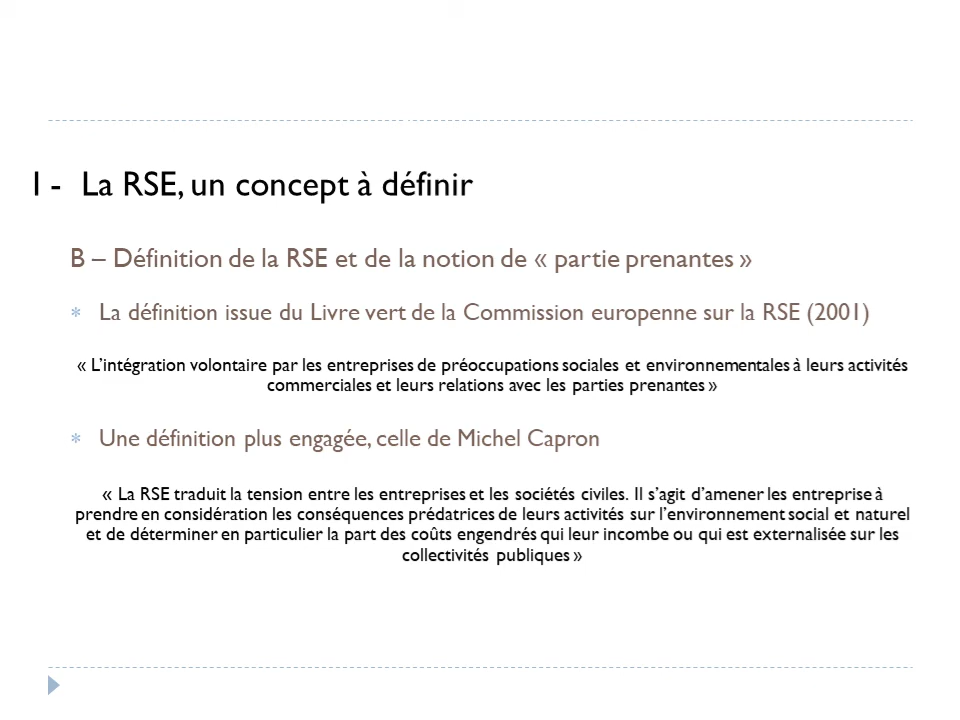 I - La RSE, un concept à définir
B – Définition de la RSE et de la notion de « partie prenantes »
* La définition issue du Livre vert de la Commission europenne sur la RSE (2001)
« L'intégration volontaire par les entreprises de préoccupations sociales et environnementales à leurs activités
commerciales et leurs relations avec les parties prenantes »
* Une définition plus engagée, celle de Michel Capron
« La RSE traduit la tension entre les entreprises et les sociétés civiles. Il s'agit d'amener les entreprise à
prendre en considération les conséquences prédatrices de leurs activités sur l'environnement social et naturel
et de déterminer en particulier la part des coûts engendrés qui leur incombe ou qui est externalisée sur les
collectivités publiques »